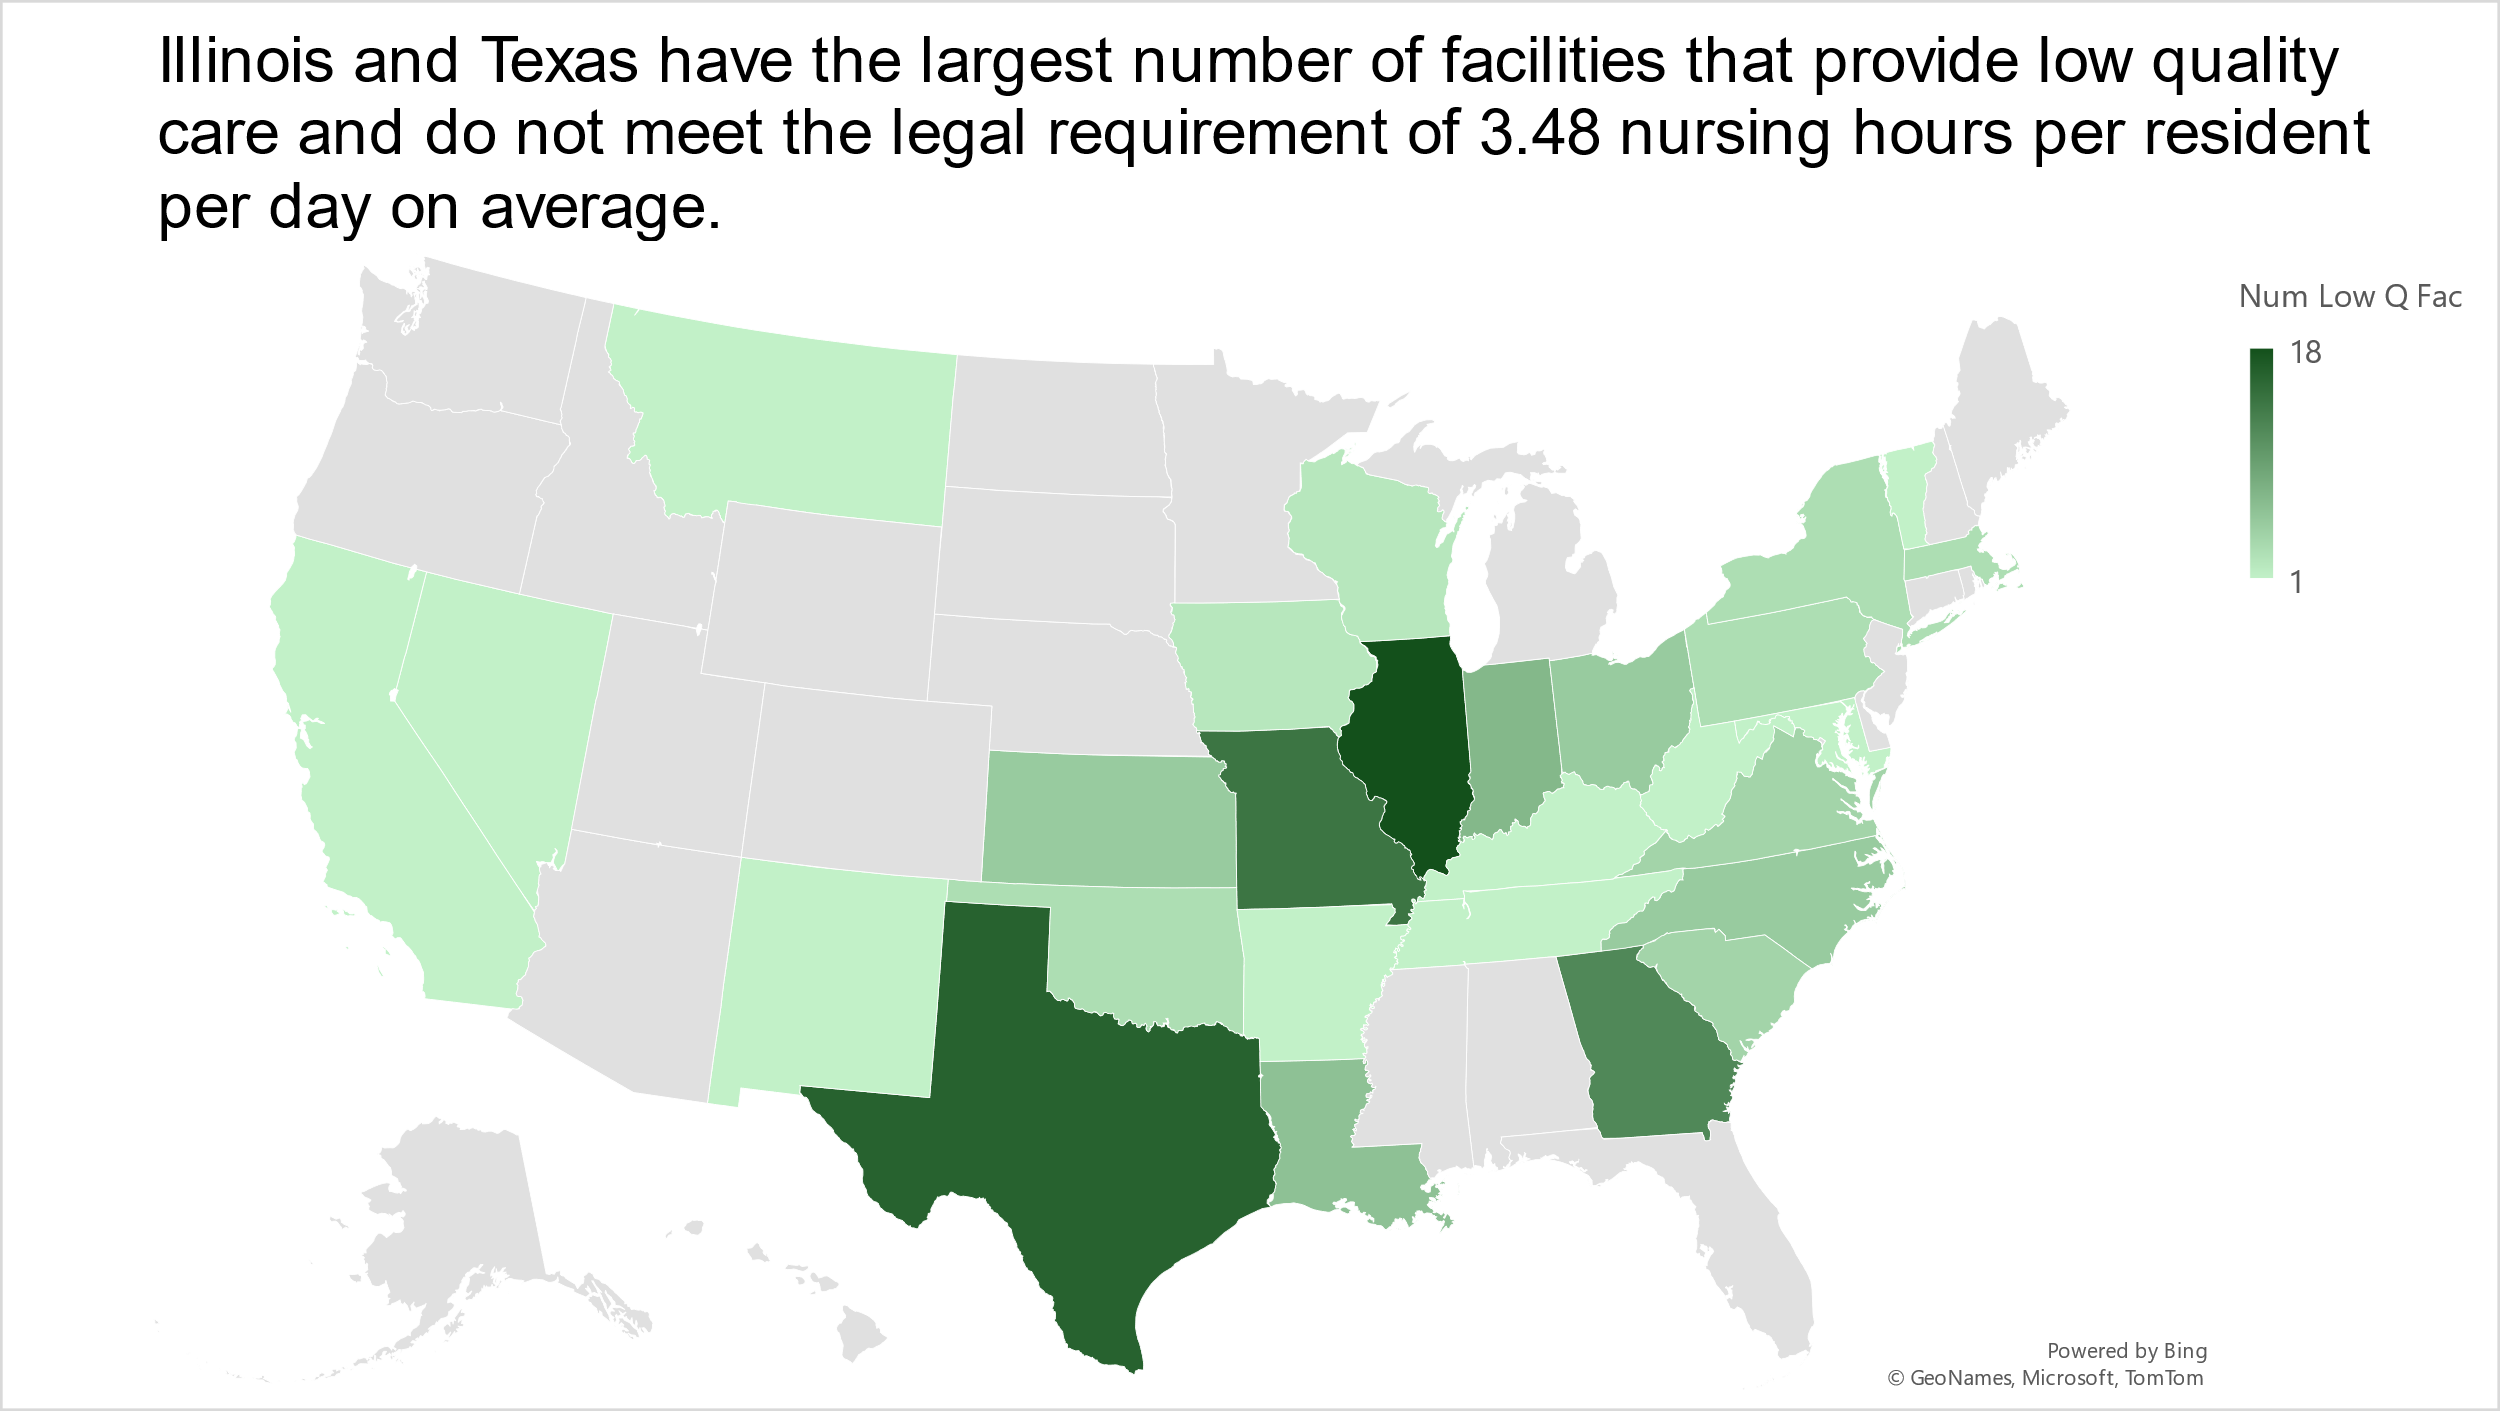 Illinois and Texas have the largest number of facilities that provide low quality
care and do not meet the legal requirement of 3.48 nursing hours per resident
per day on average.
Num Low Q Fac
18
1
Powered by Bing
© GeoNames, Microsoft, TomTom